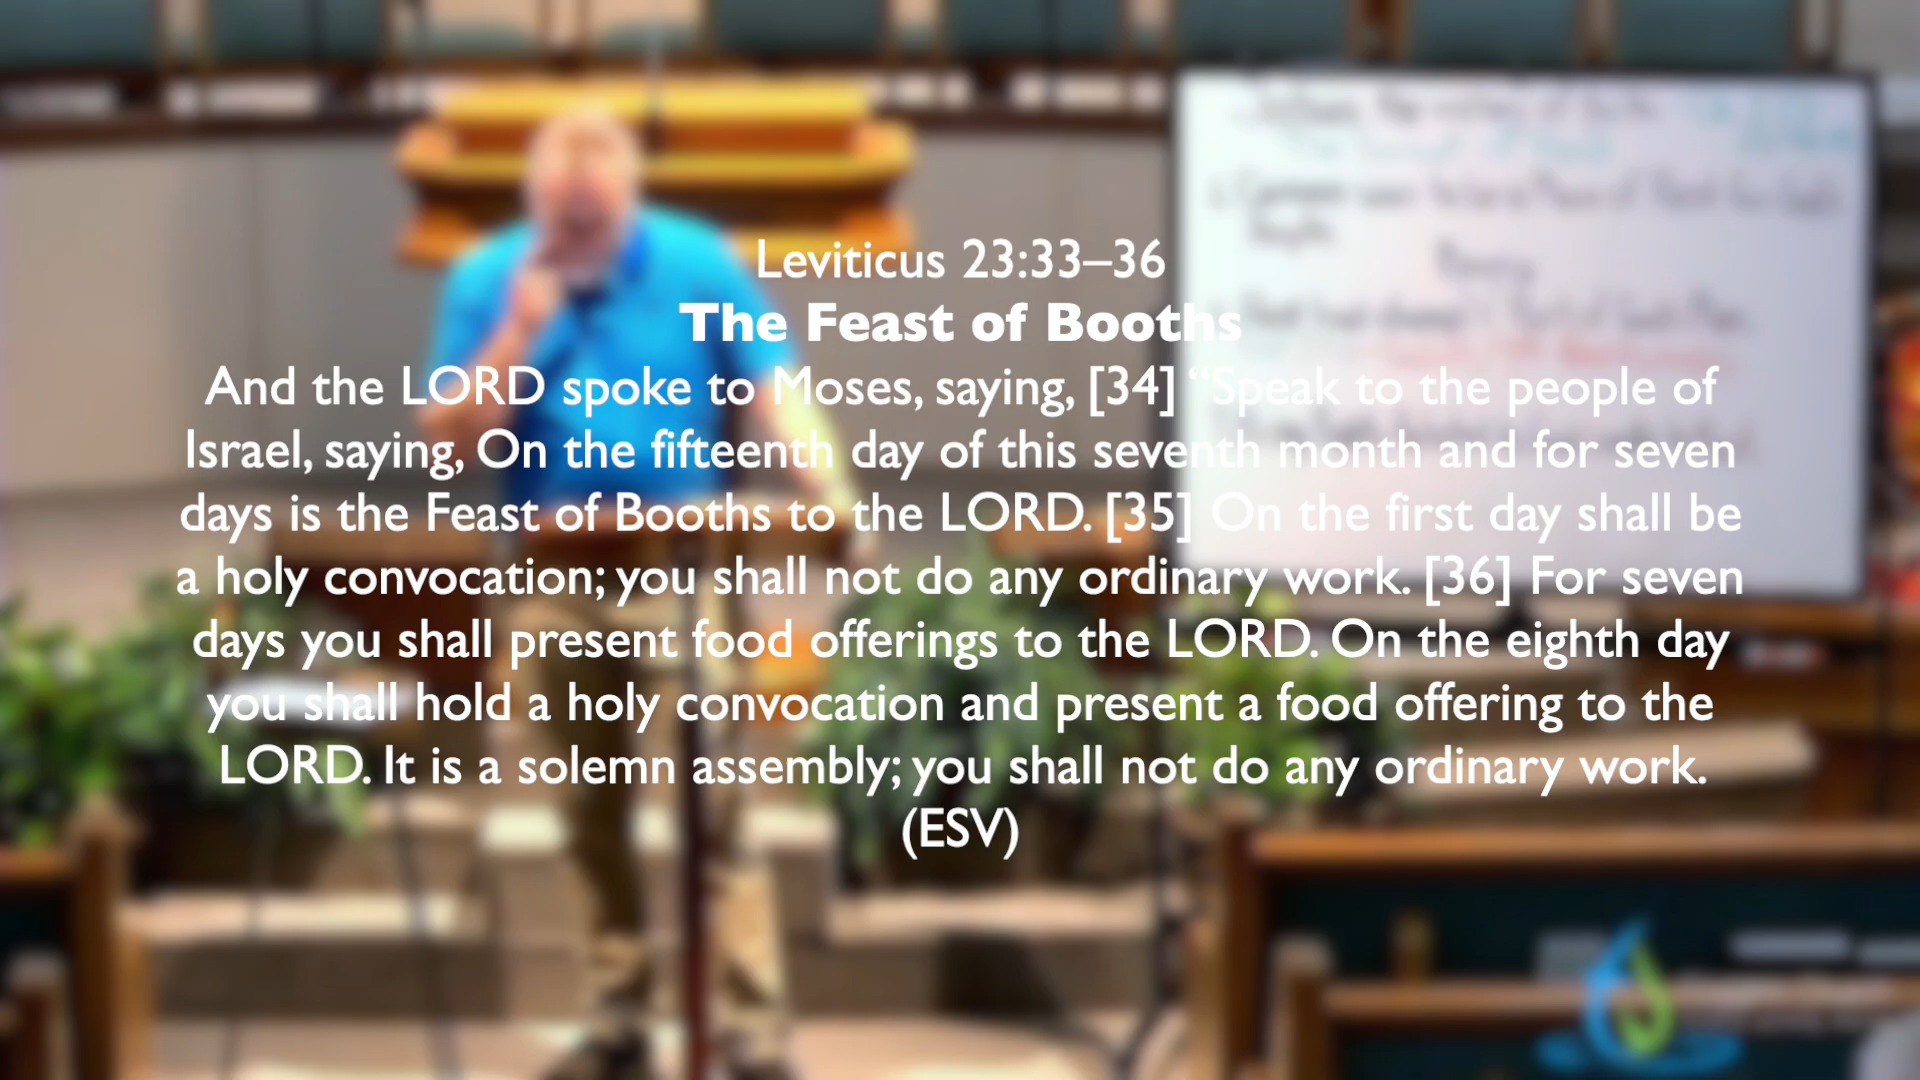 Leviticus 23:33–36
The Feast of Booths
And the LORD spoke to Moses, saying, [34] “Speak to the people of
Israel, saying, On the fifteenth day of this seventh month and for seven
days is the Feast of Booths to the LORD. [35] On the first day shall be
a holy convocation; you shall not do any ordinary work. [36] For seven
days you shall present food offerings to the LORD. On the eighth day
you shall hold a holy convocation and present a food offering to the
LORD. It is a solemn assembly; you shall not do any ordinary work.
(ESV)